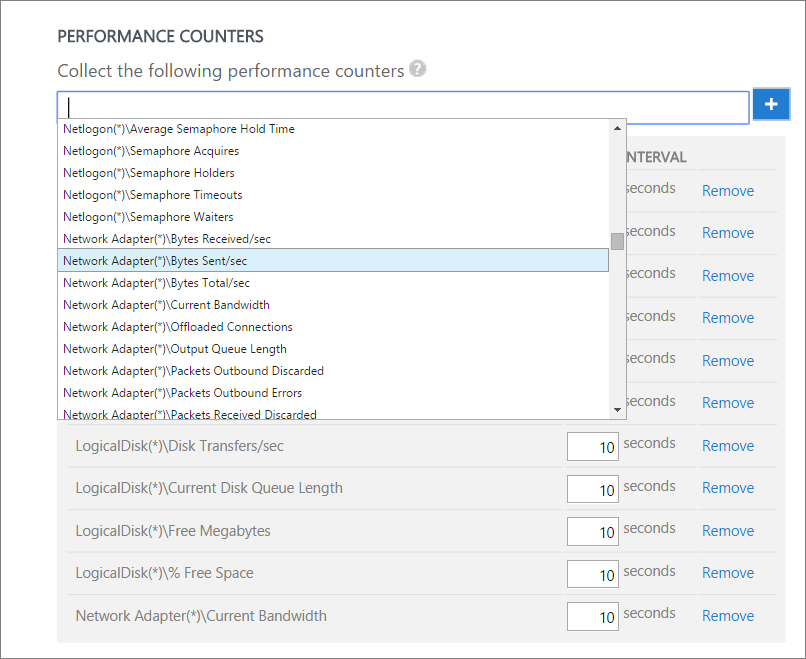 PERFORMANCE COUNTERS
Collect the following performance counters ?
+
Netlogon(*)\Average Semaphore Hold Time
Netlogon(*)\Semaphore Acquires
Netlogon(*)\Semaphore Holders
Netlogon(*)\Semaphore Timeouts
Netlogon(*)\Semaphore Waiters
Network Adapter(*)\Bytes Received/sec
Network Adapter(*)\Bytes Sent/sec
Network Adapter(*)\Bytes Total/sec
Network Adapter(*)\Current Bandwidth
Network Adapter(*)\Offloaded Connections
Network Adapter(*)\Output Queue Length
Network Adapter(*)\Packets Outbound Discarded
Network Adapter(*)\Packets Outbound Errors
Network Adapter(*)\Packets Received Discarded
NTERVAL
seconds Remove
seconds Remove
seconds Remove
seconds Remove
seconds Remove
seconds Remove
LogicalDisk(*)\Disk Transfers/sec 10 seconds Remove
LogicalDisk(*)\Current Disk Queue Length 10 seconds Remove
LogicalDisk(*)\Free Megabytes 10 seconds Remove
LogicalDisk(*)\% Free Space 10 seconds Remove
Network Adapter(*)\Current Bandwidth 10 seconds Remove